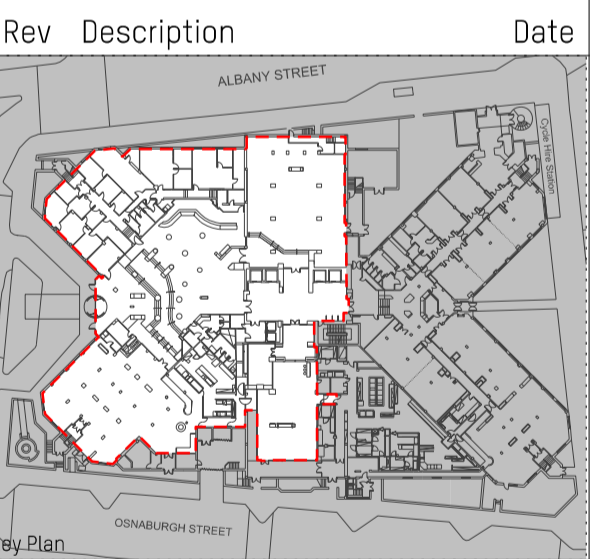 Rev Description Date
ALBANY STREET
Cycle Hire Station
OSNABURGH STREET
ey Plan